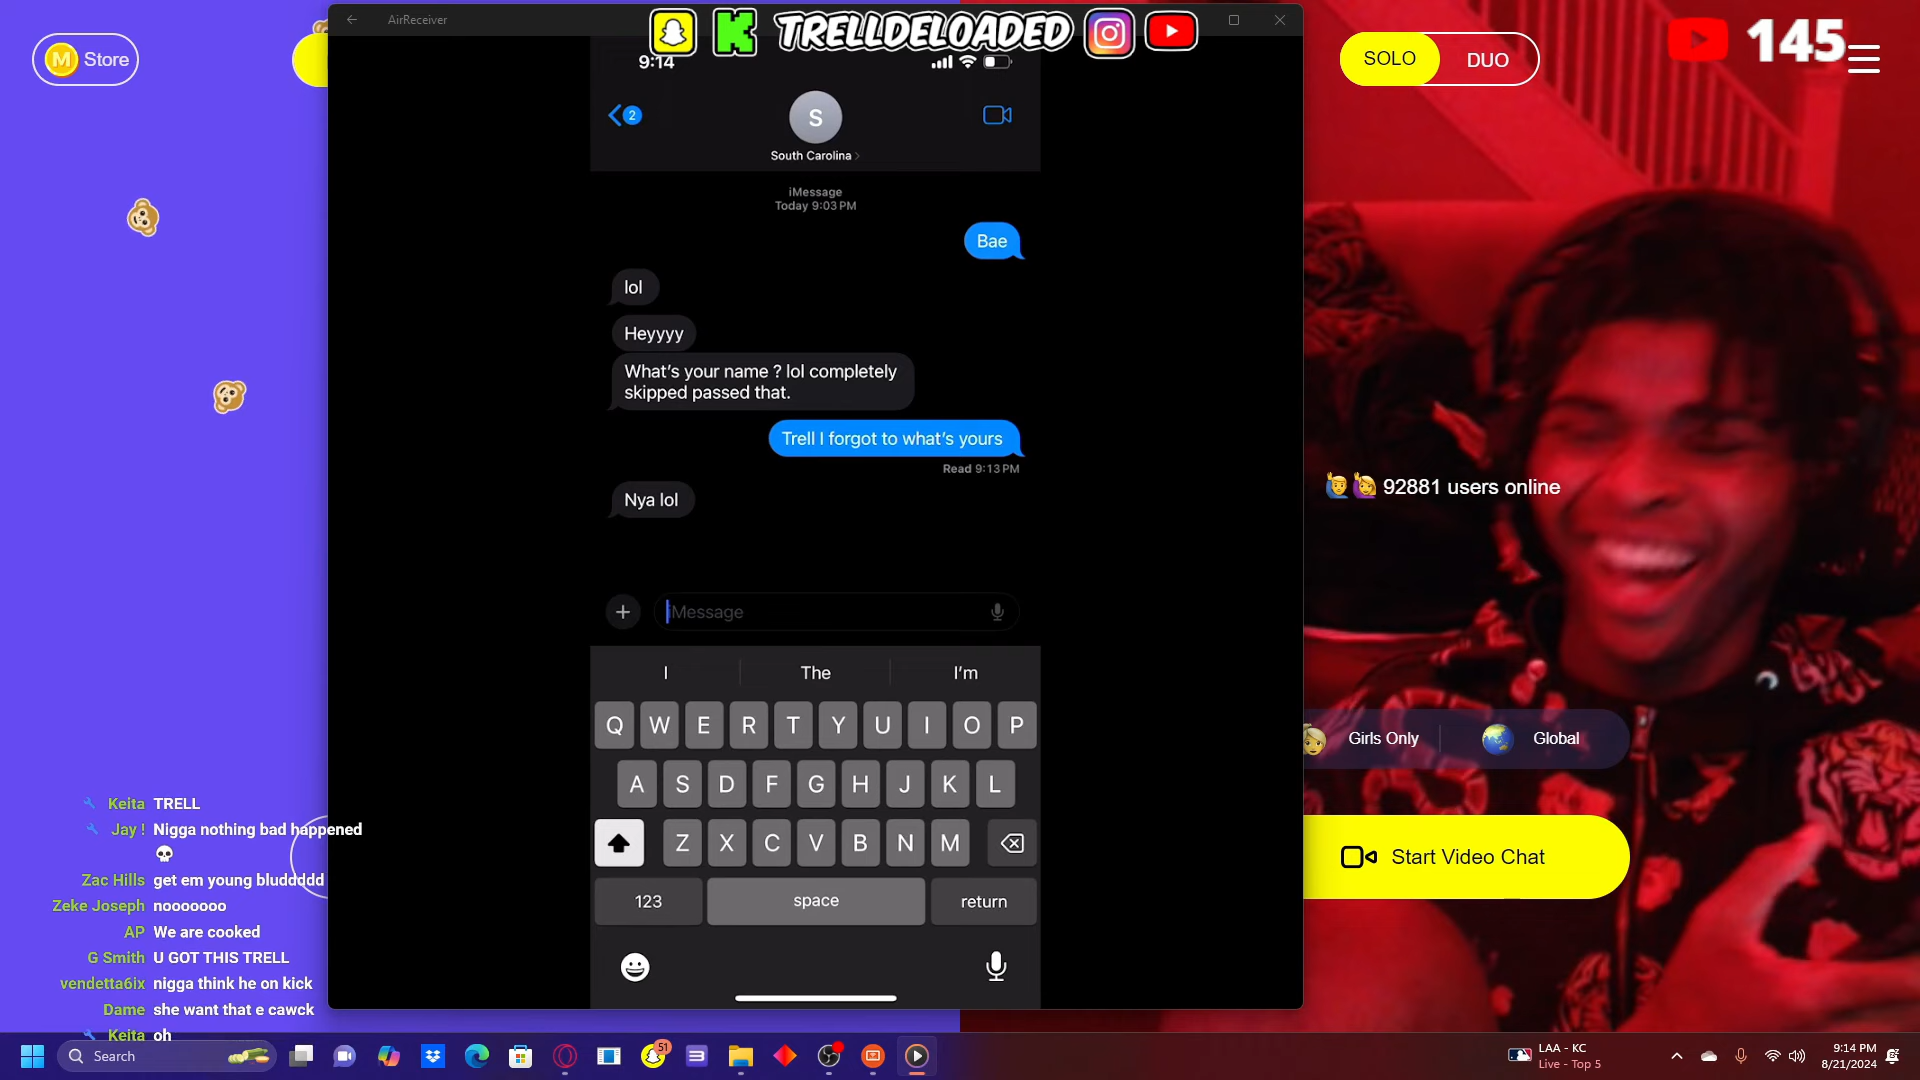 AirReceiver
TRELLDELOADED
M Store
SOLO
DUO
145
9:14
2
S
South Carolina
iMessage
Today 9:03 PM
Bae
lol
Heyyyy
What's your name ? lol completely
skipped passed that.
Trell I forgot to what's yours
Read 9:13 PM
Nya lol
iMessage
I The I'm
Q W E R T Y U I O P
A S D F G H J K L
Z X C V B N M
123 space return
92881 users online
Girls Only
Global
Start Video Chat
Keita TRELL
Jay ! Nigga nothing bad happened
💀
Zac Hills get em young bluddddd
Zeke Joseph nooooooo
AP We are cooked
G Smith U GOT THIS TRELL
vendetta6ix nigga think he on kick
Dame she want that e cawck
Keita oh
Search
51
LAA - KC
Live - Top 5
9:14 PM
8/21/2024